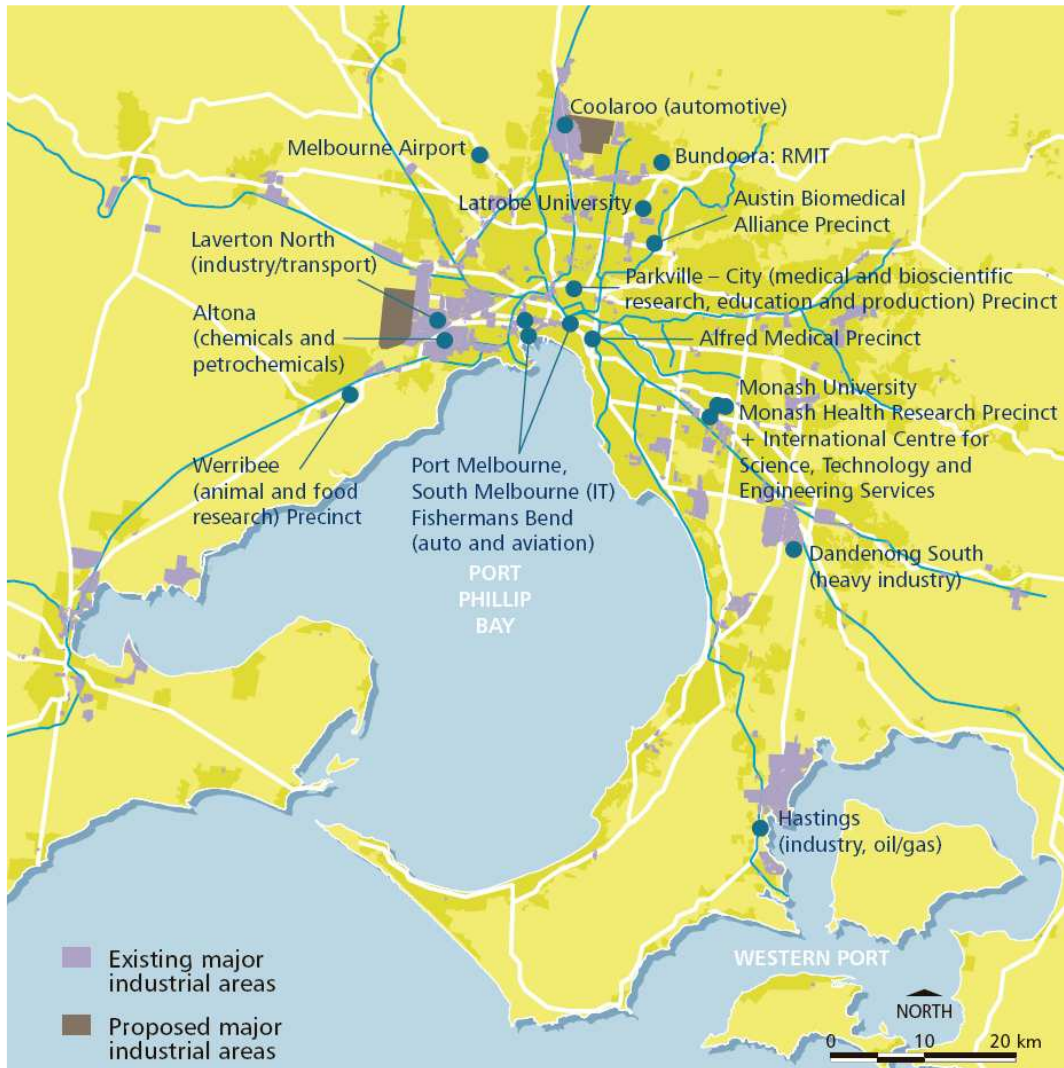 Coolaroo (automotive)
Melbourne Airport
Bundoora: RMIT
Latrobe University
Austin Biomedical
Alliance Precinct
Laverton North
(industry/transport)
Parkville – City (medical and bioscientific
research, education and production) Precinct
Altona
(chemicals and
petrochemicals)
Alfred Medical Precinct
Monash University
Monash Health Research Precinct
+ International Centre for
Science, Technology and
Engineering Services
Werribee
(animal and food
research) Precinct
Port Melbourne,
South Melbourne (IT)
Fishermans Bend
(auto and aviation)
Dandenong South
(heavy industry)
PORT
PHILLIP
BAY
Hastings
(industry, oil/gas)
WESTERN PORT
Existing major
industrial areas
Proposed major
industrial areas
NORTH
0 10 20 km